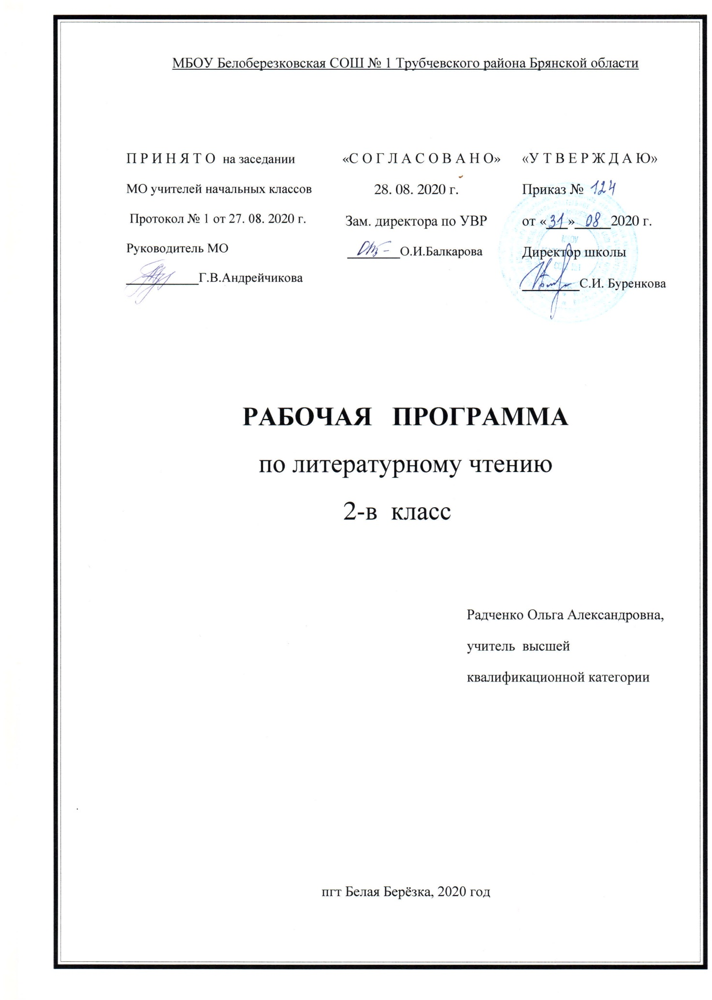 МБОУ Белоберезковская СОШ № 1 Трубчевского района Брянской области
П Р И Н Я Т О на заседании
МО учителей начальных классов
Протокол № 1 от 27. 08. 2020 г.
Руководитель МО
___________Г.В.Андрейчикова
«С О Г Л А С О В А Н О»
28. 08. 2020 г.
Зам. директора по УВР
________О.И.Балкарова
«У Т В Е Р Ж Д А Ю»
Приказ № 124
от «31» 08 2020 г.
Директор школы
________С.И. Буренкова
МБОУ
РАБОЧАЯ ПРОГРАММА
по литературному чтению
2-в класс
Радченко Ольга Александровна,
учитель высшей
квалификационной категории
пгт Белая Берёзка, 2020 год